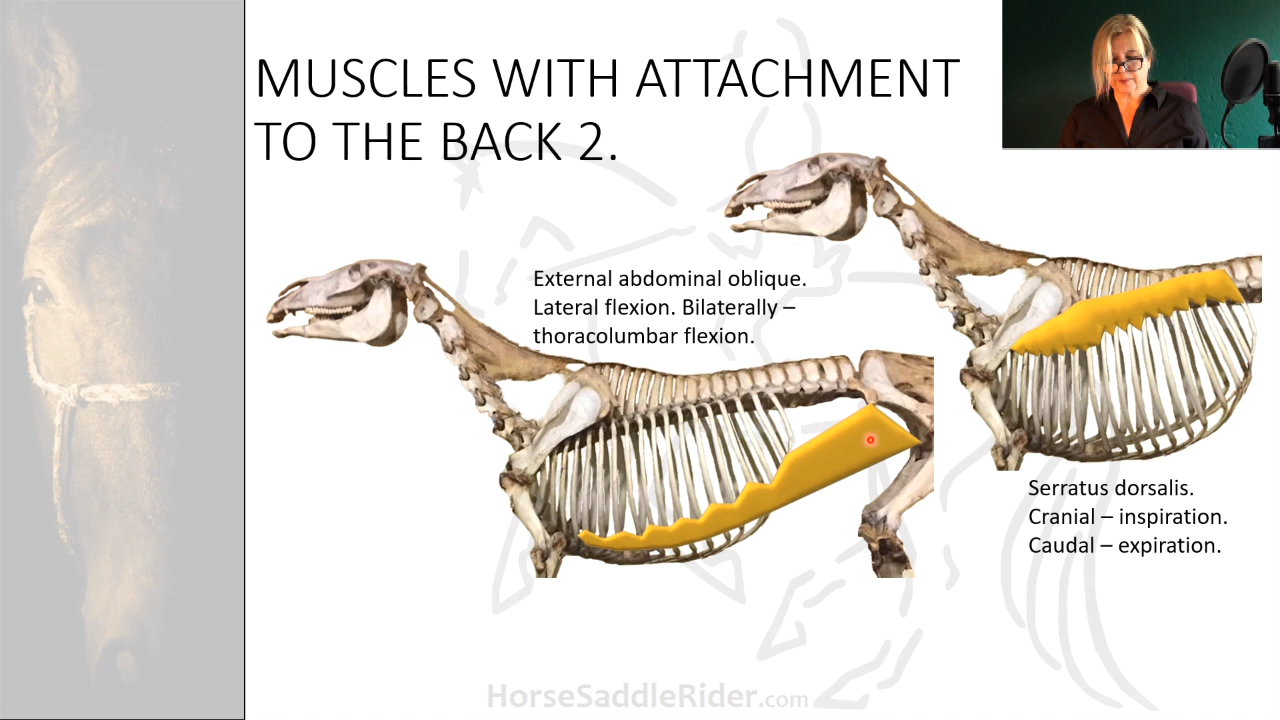 MUSCLES WITH ATTACHMENT
TO THE BACK 2.
External abdominal oblique.
Lateral flexion. Bilaterally –
thoracolumbar flexion.
Serratus dorsalis.
Cranial – inspiration.
Caudal – expiration.
HorseSaddleRider.com